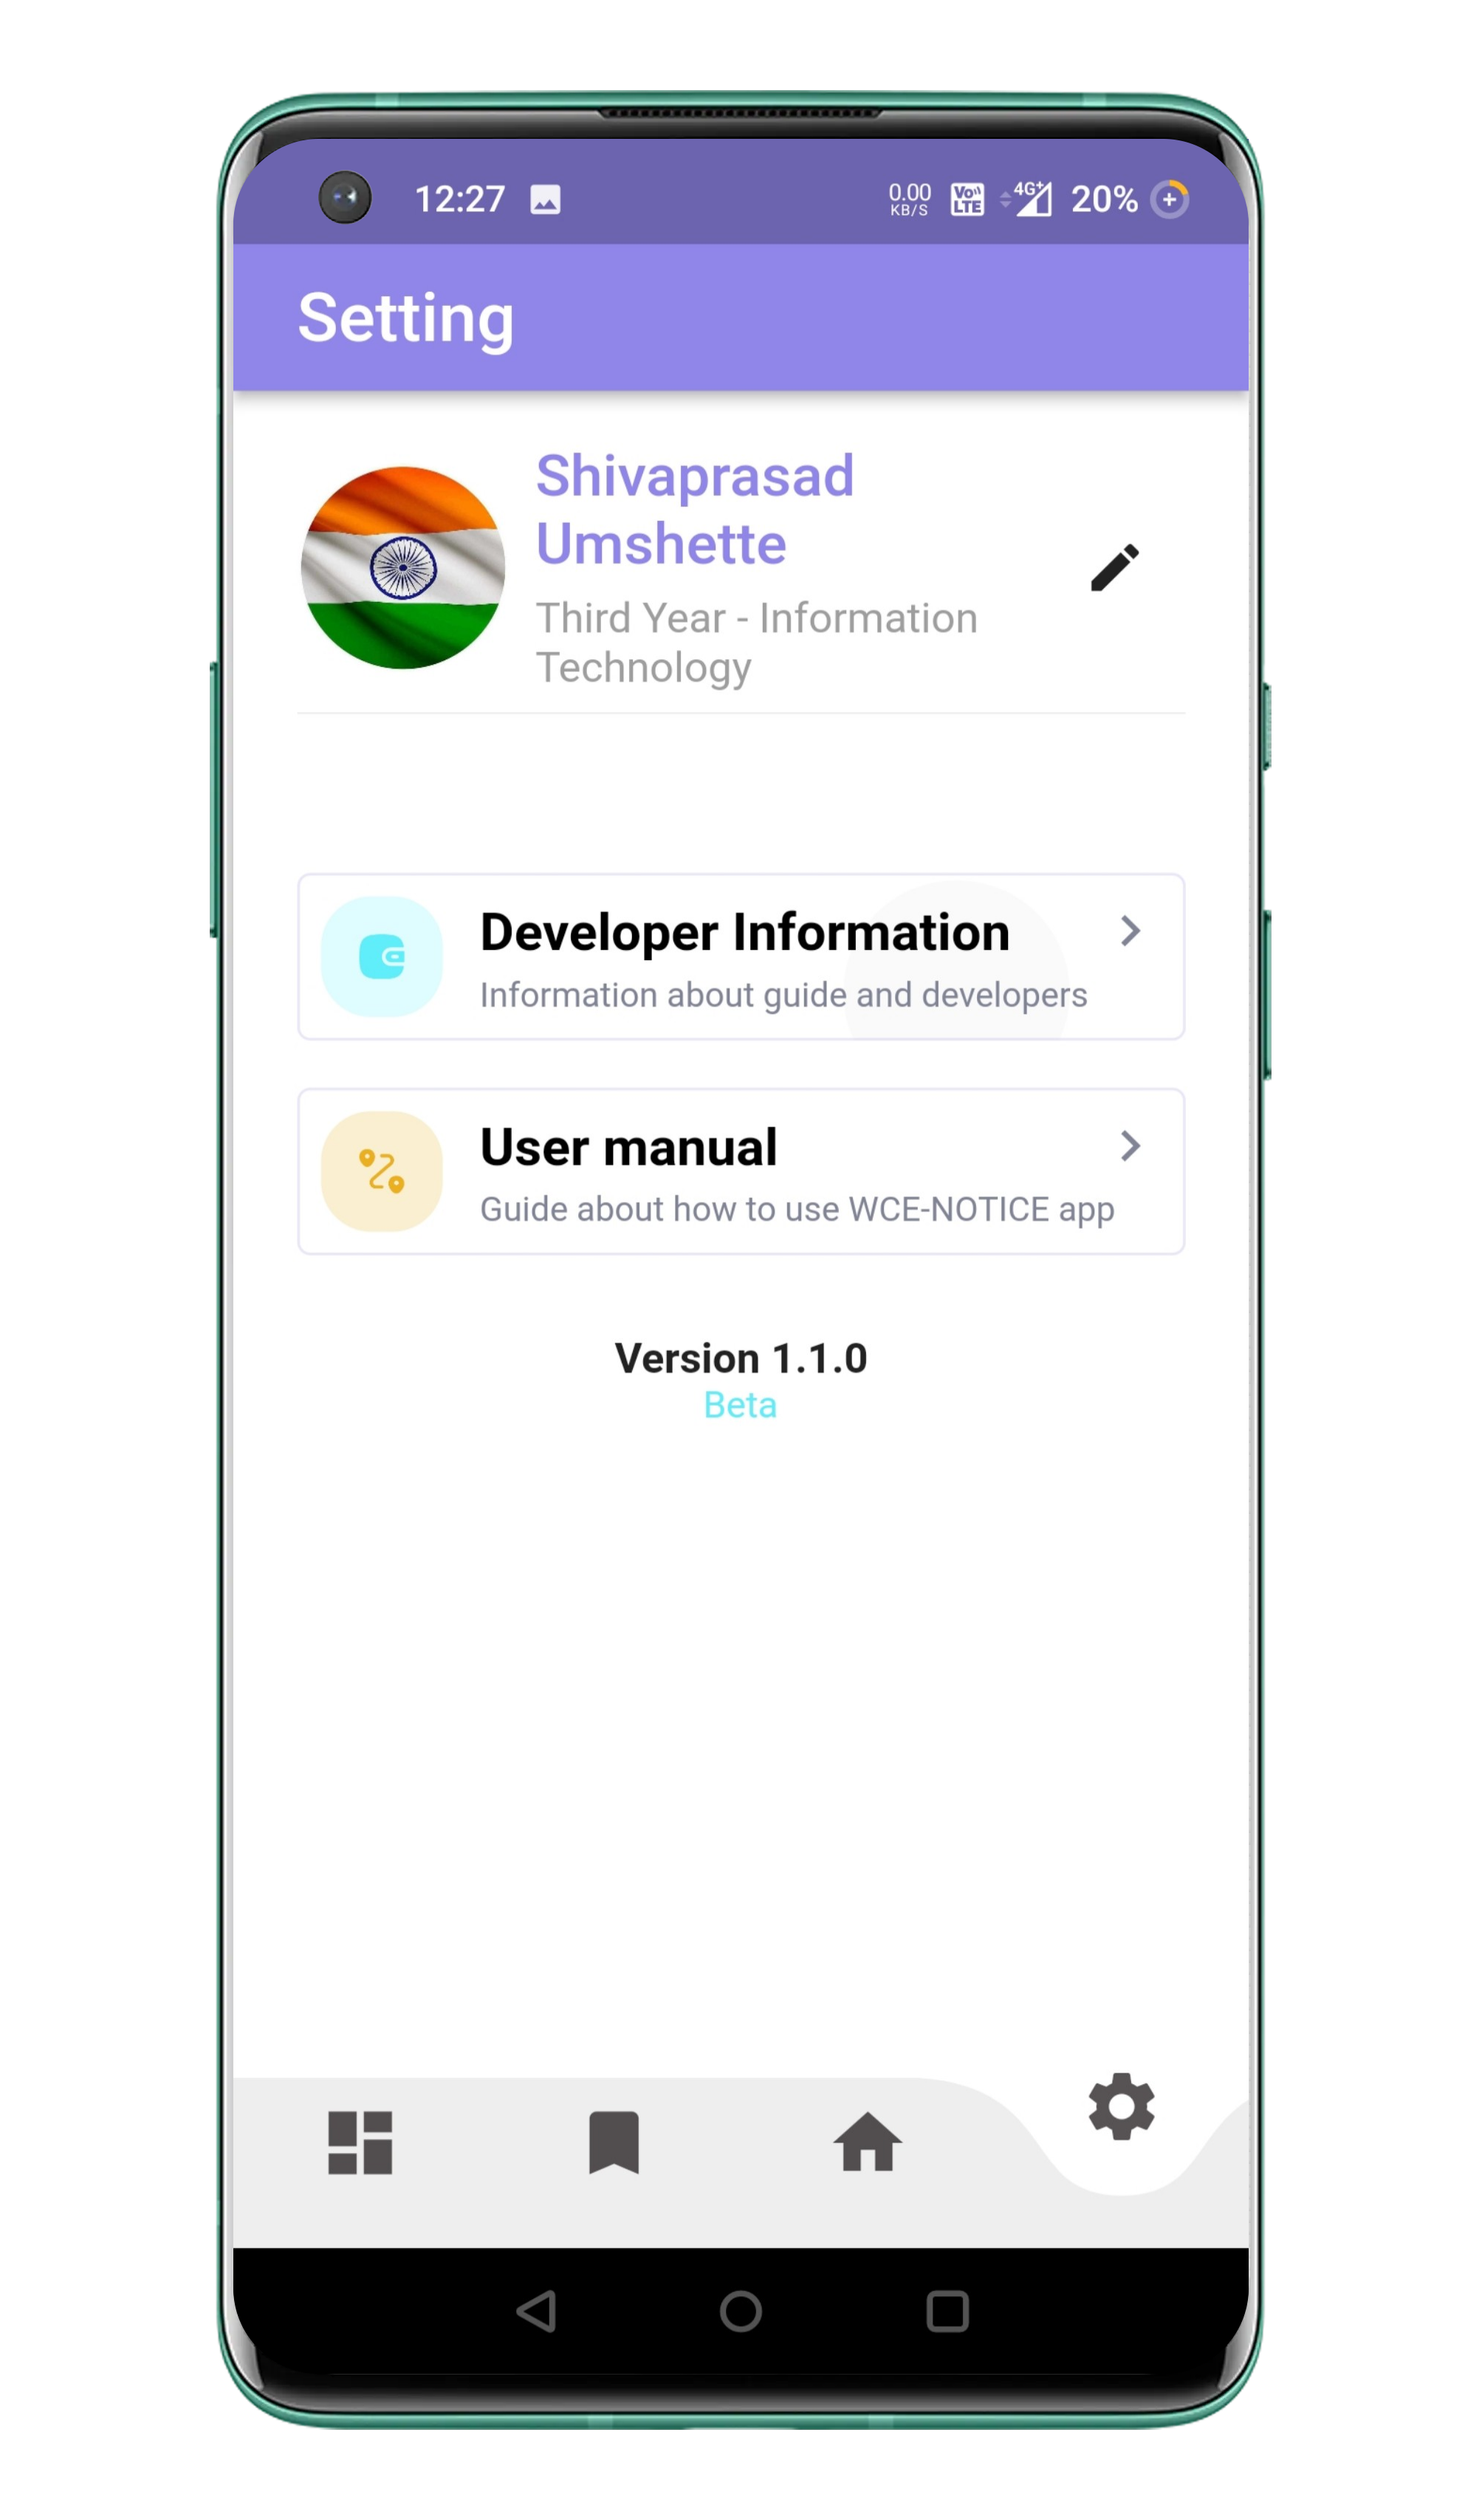 12:27
0.00
KB/S
Vo
LTE
4G+
20%
Setting
Shivaprasad
Umshette
Third Year - Information
Technology
Developer Information
Information about guide and developers
User manual
Guide about how to use WCE-NOTICE app
Version 1.1.0
Beta